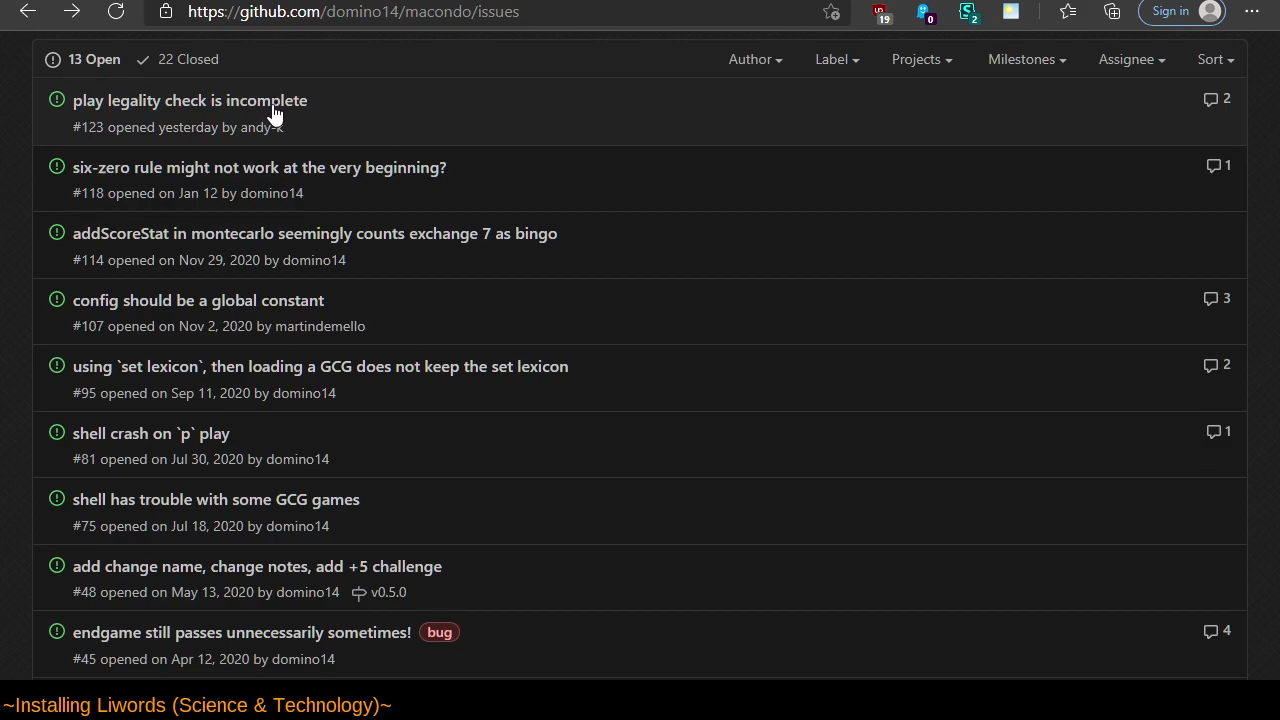 https://github.com/domino14/macondo/issues
19
0
2
Sign in
13 Open
22 Closed
Author
Label
Projects
Milestones
Assignee
Sort
play legality check is incomplete
2
#123 opened yesterday by andy-k
six-zero rule might not work at the very beginning?
1
#118 opened on Jan 12 by domino14
addScoreStat in montecarlo seemingly counts exchange 7 as bingo
#114 opened on Nov 29, 2020 by domino14
config should be a global constant
3
#107 opened on Nov 2, 2020 by martindemello
using `set lexicon`, then loading a GCG does not keep the set lexicon
2
#95 opened on Sep 11, 2020 by domino14
shell crash on `p` play
1
#81 opened on Jul 30, 2020 by domino14
shell has trouble with some GCG games
#75 opened on Jul 18, 2020 by domino14
add change name, change notes, add +5 challenge
#48 opened on May 13, 2020 by domino14 v0.5.0
endgame still passes unnecessarily sometimes! bug
4
#45 opened on Apr 12, 2020 by domino14
~Installing Liwords (Science & Technology)~